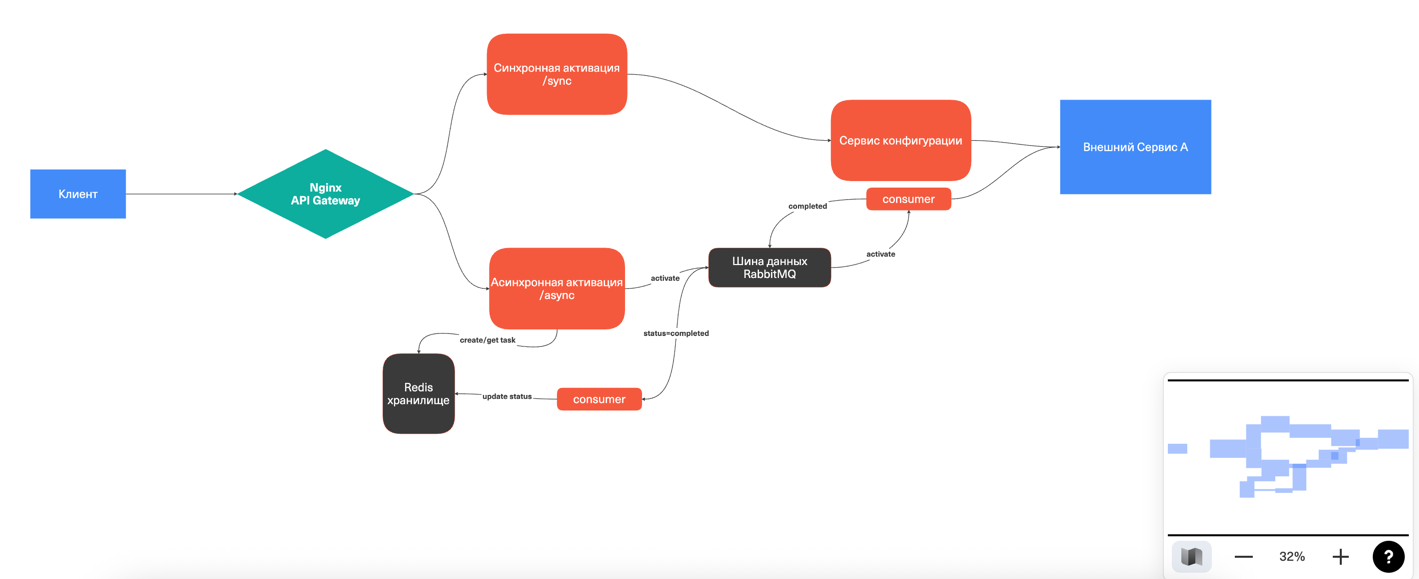 Синхронная активация
/sync
Сервис конфигурации
Внешний Сервис А
Клиент
Nginx
API Gateway
consumer
completed
activate
Шина данных
RabbitMQ
Асинхронная активация
/async
activate
status=completed
create/get task
Redis
хранилище
update status
consumer
32%
?